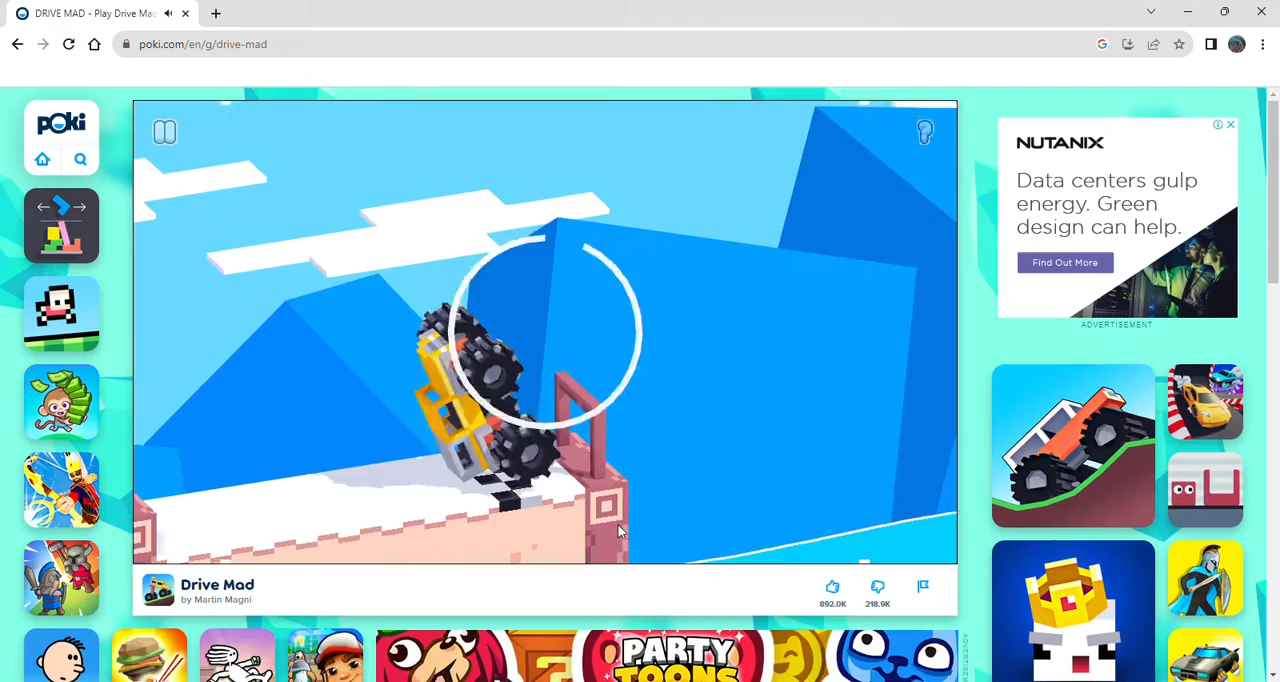 DRIVE MAD - Play Drive Mad
poki.com/en/g/drive-mad
poki
NUTANIX
Data centers gulp
energy. Green
design can help.
Find Out More
ADVERTISEMENT
Drive Mad
by Martin Magni
892.0K
218.9K
PARTY
TOONS